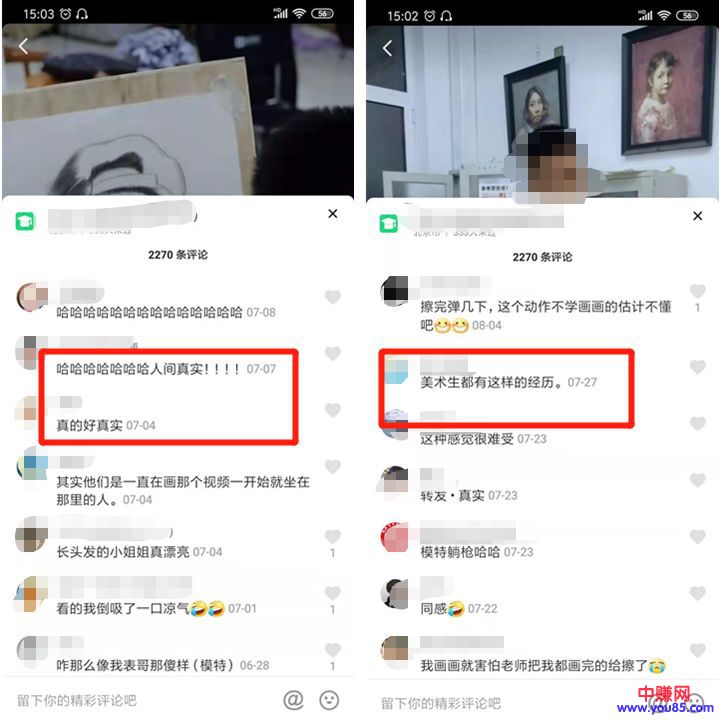 15:03
56
2270 条评论
哈哈哈哈哈哈哈哈哈哈哈哈哈哈 07-08
哈哈哈哈哈哈哈人间真实！！！！ 07-07
真的好真实 07-04
其实他们是一直在画那个视频一开始就坐在
那里的人。 07-04
长头发的小姐姐真漂亮 07-04
1
看的我倒吸了一口凉气🤣🤣 07-01
1
咋那么像我表哥那傻样（模特） 06-28
1
留下你的精彩评论吧
@
15:02
56
2270 条评论
擦完弹几下，这个动作不学画画的估计不懂
吧😷😷 08-04
1
美术生都有这样的经历。 07-27
这种感觉很难受 07-23
转发·真实 07-23
模特躺枪哈哈 07-23
同感🤣 07-22
我画画就害怕老师把我都画完的给擦了😭
留下你的精彩评论吧
中赚网
www.you85.com